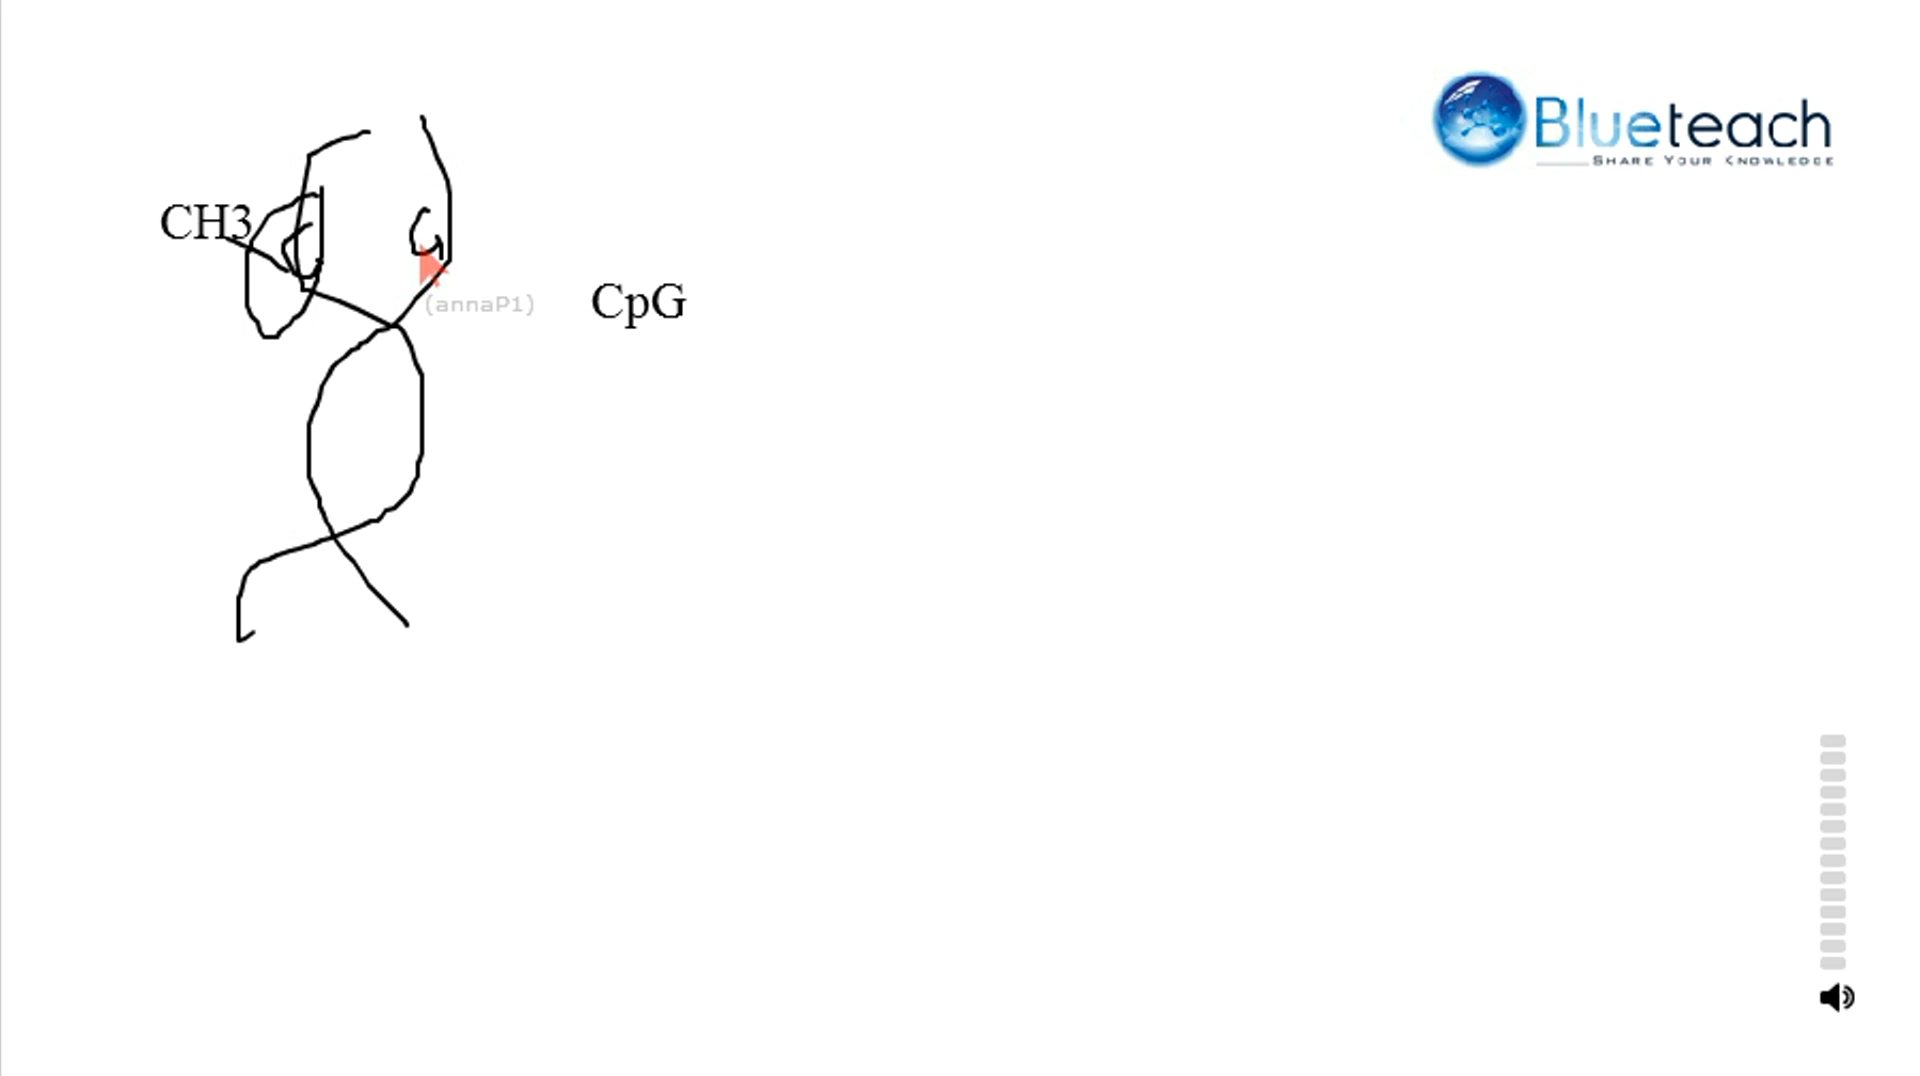 Blueteach
SHARE YOUR KNOWLEDGE
CH3
C
G
(annaP1)
CpG